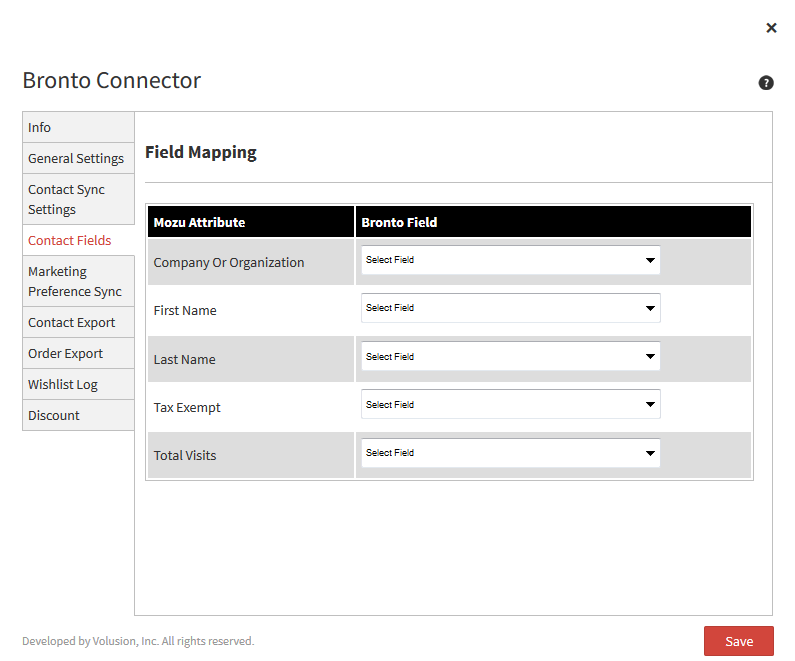 ×
Bronto Connector
?
Info
General Settings
Contact Sync
Settings
Contact Fields
Marketing
Preference Sync
Contact Export
Order Export
Wishlist Log
Discount
Field Mapping
Mozu Attribute Bronto Field
Company Or Organization Select Field
First Name Select Field
Last Name Select Field
Tax Exempt Select Field
Total Visits Select Field
Developed by Volusion, Inc. All rights reserved.
Save